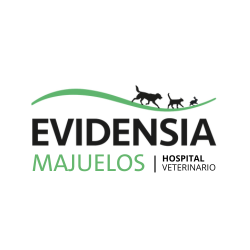 EVIDENSIA
MAJUELOS | HOSPITAL
VETERINARIO